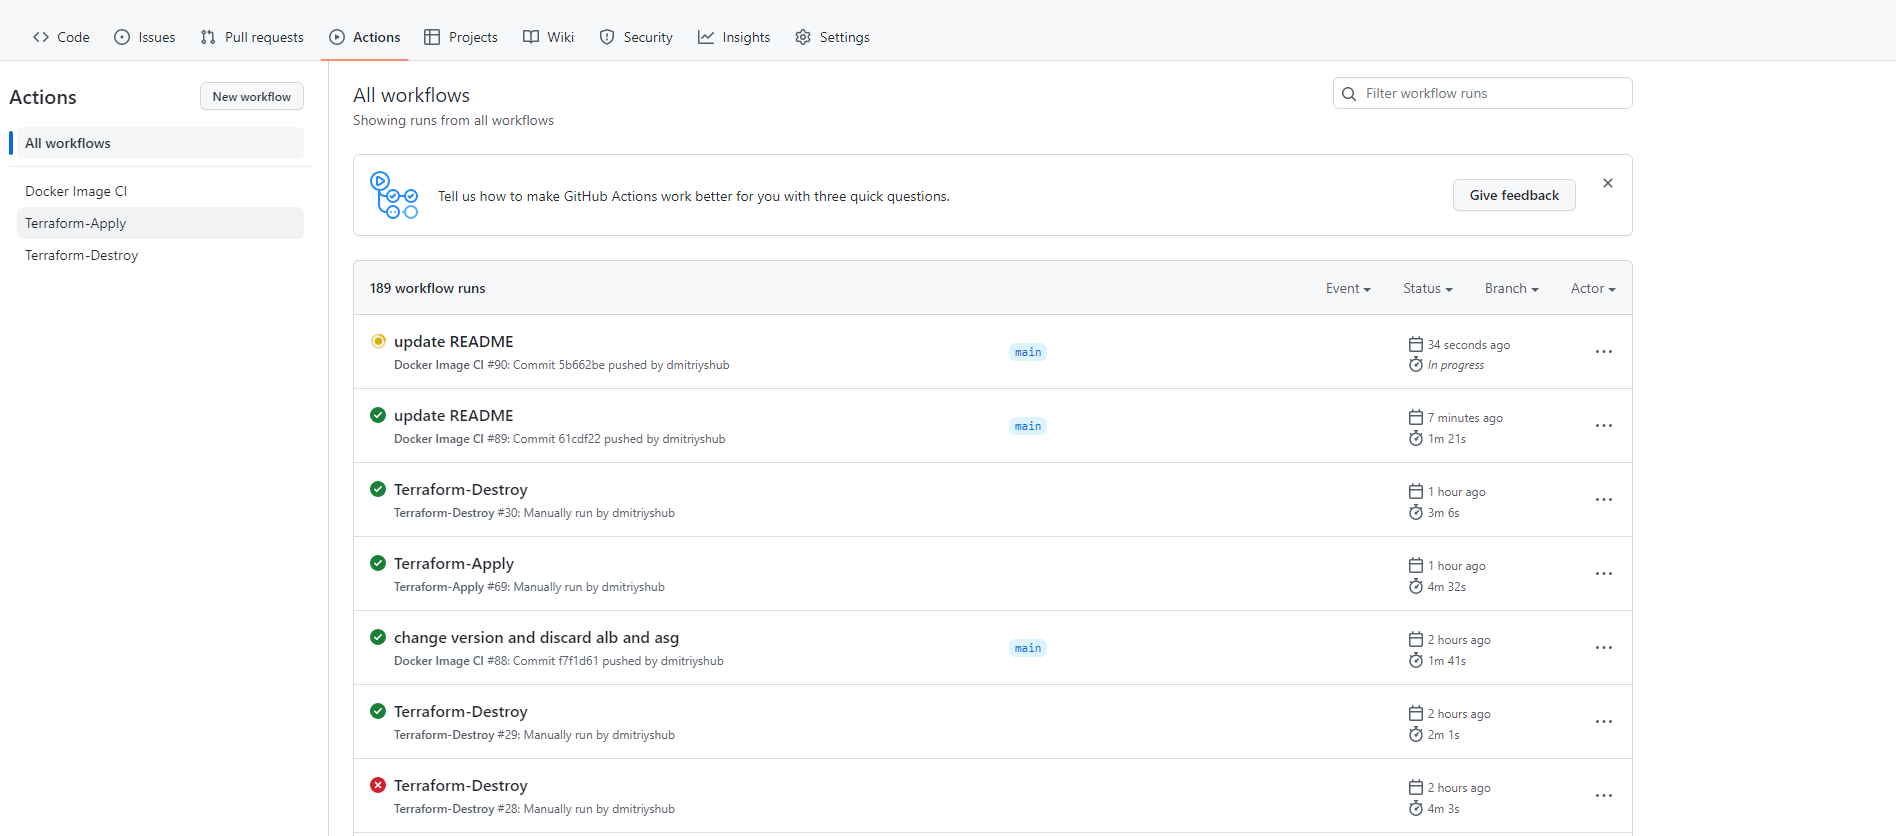 Code Issues Pull requests Actions Projects Wiki Security Insights Settings
Actions
New workflow
All workflows
Docker Image CI
Terraform-Apply
Terraform-Destroy
All workflows
Showing runs from all workflows
Filter workflow runs
Tell us how to make GitHub Actions work better for you with three quick questions.
Give feedback
189 workflow runs
Event Status Branch Actor
update README
Docker Image CI #90: Commit 5b662be pushed by dmitriyshub
main
34 seconds ago
In progress
update README
Docker Image CI #89: Commit 61cdf22 pushed by dmitriyshub
main
7 minutes ago
1m 21s
Terraform-Destroy
Terraform-Destroy #30: Manually run by dmitriyshub
1 hour ago
3m 6s
Terraform-Apply
Terraform-Apply #69: Manually run by dmitriyshub
1 hour ago
4m 32s
change version and discard alb and asg
Docker Image CI #88: Commit f7f1d61 pushed by dmitriyshub
main
2 hours ago
1m 41s
Terraform-Destroy
Terraform-Destroy #29: Manually run by dmitriyshub
2 hours ago
2m 1s
Terraform-Destroy
Terraform-Destroy #28: Manually run by dmitriyshub
2 hours ago
4m 3s